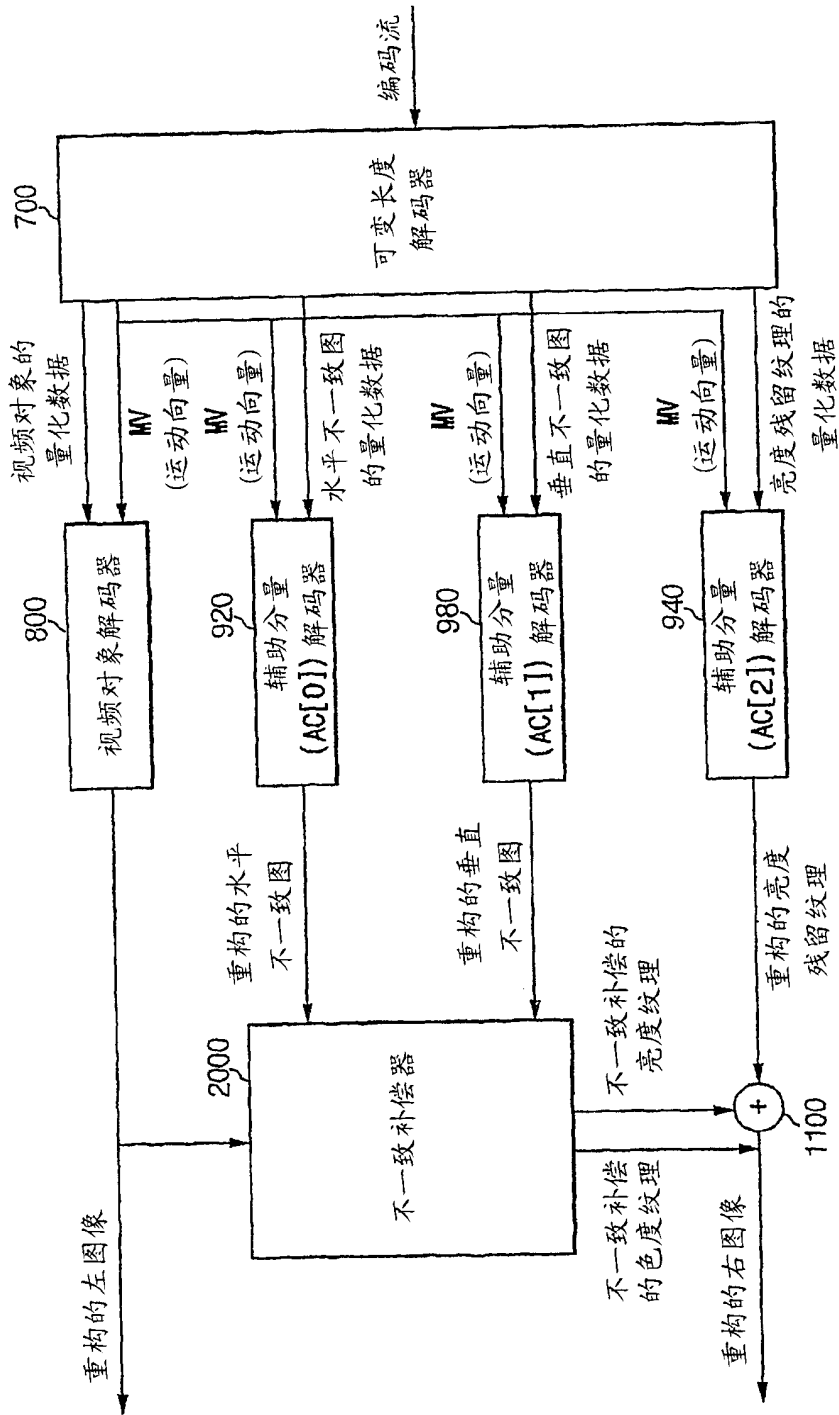 编码流
700
可变长度
解码器
视频对象的
量化数据
MV
(运动向量)
MV
(运动向量)
水平不一致图
的量化数据
MV
(运动向量)
垂直不一致图
的量化数据
MV
(运动向量)
亮度残留纹理的
量化数据
800
视频对象解码器
920
辅助分量
(AC[0]) 解码器
980
辅助分量
(AC[1]) 解码器
940
辅助分量
(AC[2]) 解码器
重构的水平
不一致图
重构的垂直
不一致图
重构的亮度
残留纹理
2000
不一致补偿器
不一致补偿的
亮度纹理
不一致补偿
的色度纹理
+
1100
重构的左图像
重构的右图像